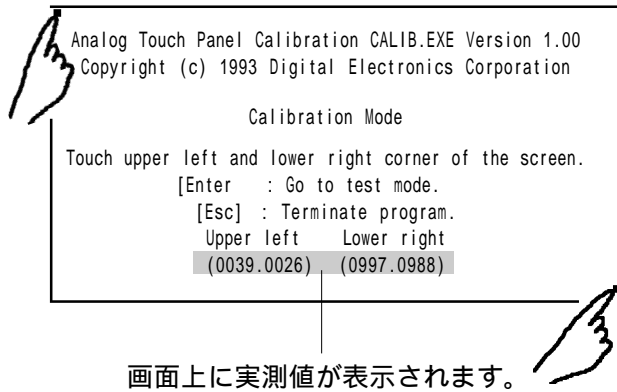 Analog Touch Panel Calibration CALIB.EXE Version 1.00
Copyright (c) 1993 Digital Electronics Corporation
Calibration Mode
Touch upper left and lower right corner of the screen.
[Enter : Go to test mode.
[Esc] : Terminate program.
Upper left Lower right
(0039.0026) (0997.0988)
画面上に実測値が表示されます。